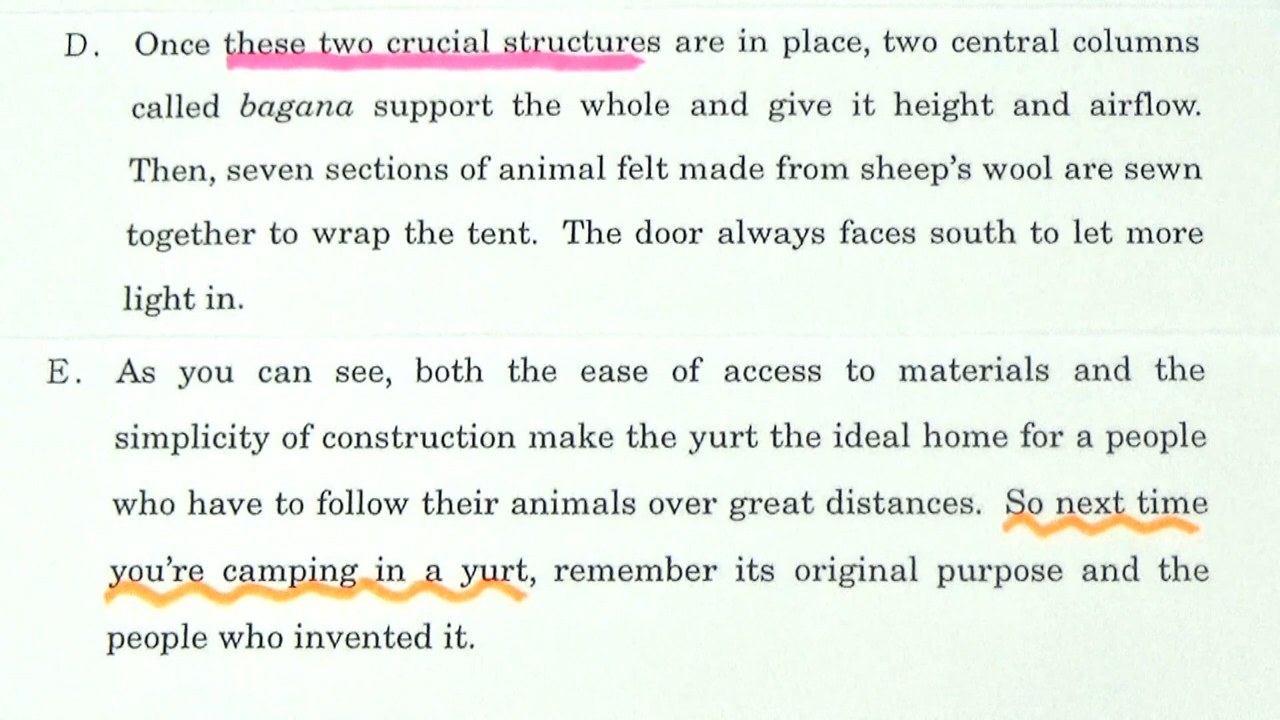 D. Once these two crucial structures are in place, two central columns
called bagana support the whole and give it height and airflow.
Then, seven sections of animal felt made from sheep's wool are sewn
together to wrap the tent. The door always faces south to let more
light in.
E. As you can see, both the ease of access to materials and the
simplicity of construction make the yurt the ideal home for a people
who have to follow their animals over great distances. So next time
you're camping in a yurt, remember its original purpose and the
people who invented it.